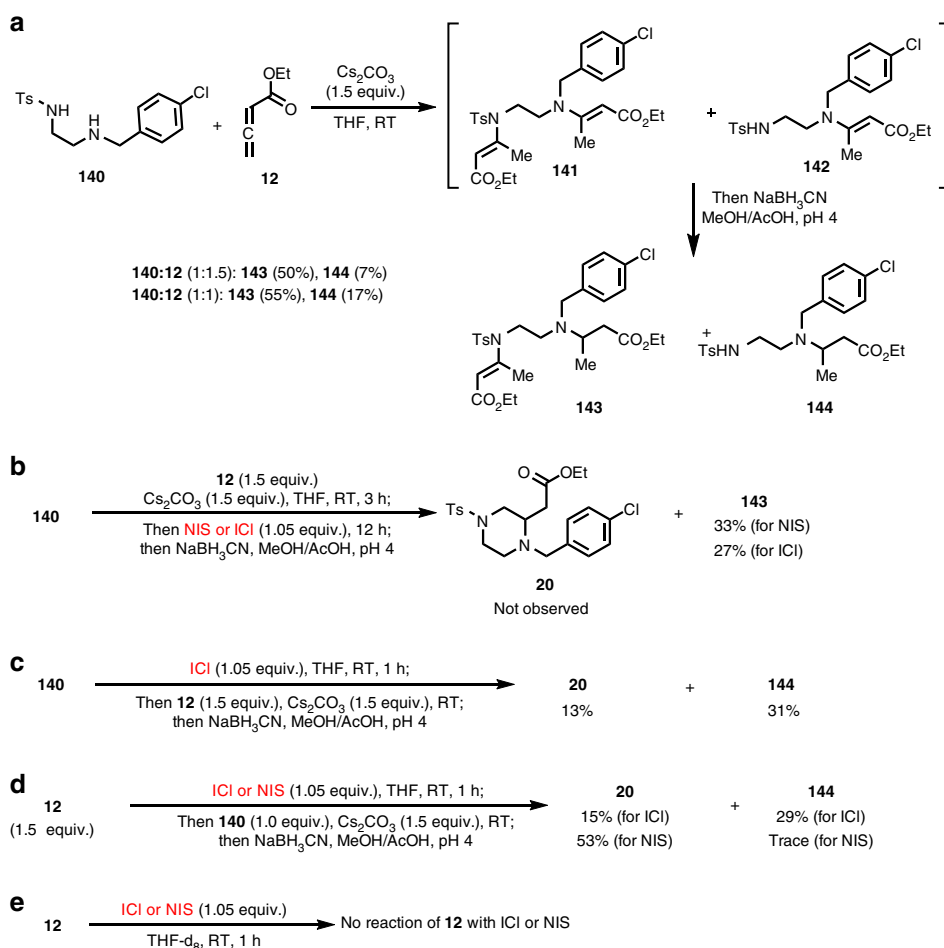 a
Ts
N
H
H
N
Cl
140
+
OEt
O
C
12
Cs₂CO₃
(1.5 equiv.)
THF, RT
Cl
TsN
N
CO₂Et
Me
Me
CO₂Et
141
+
Cl
TsHN
N
CO₂Et
Me
142
Then NaBH₃CN
MeOH/AcOH, pH 4
140:12 (1:1.5): 143 (50%), 144 (7%)
140:12 (1:1): 143 (55%), 144 (17%)
Cl
TsN
N
CO₂Et
Me
Me
CO₂Et
143
+
Cl
TsHN
N
CO₂Et
Me
144
b
140
12 (1.5 equiv.)
Cs₂CO₃ (1.5 equiv.), THF, RT, 3 h;
Then NIS or ICl (1.05 equiv.), 12 h;
then NaBH₃CN, MeOH/AcOH, pH 4
O
OEt
Ts
N
N
Cl
20
Not observed
+
143
33% (for NIS)
27% (for ICl)
c
140
ICl (1.05 equiv.), THF, RT, 1 h;
Then 12 (1.5 equiv.), Cs₂CO₃ (1.5 equiv.), RT;
then NaBH₃CN, MeOH/AcOH, pH 4
20
13%
+
144
31%
d
12
(1.5 equiv.)
ICl or NIS (1.05 equiv.), THF, RT, 1 h;
Then 140 (1.0 equiv.), Cs₂CO₃ (1.5 equiv.), RT;
then NaBH₃CN, MeOH/AcOH, pH 4
20
15% (for ICl)
53% (for NIS)
+
144
29% (for ICl)
Trace (for NIS)
e
12
ICl or NIS (1.05 equiv.)
THF-d₈, RT, 1 h
No reaction of 12 with ICl or NIS